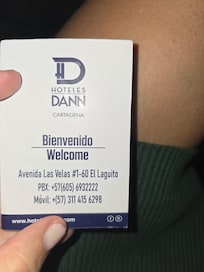 HOTELES
DANN
CARTAGENA
Bienvenido
Welcome
Avenida Las Velas #1-60 El Laguito
PBX: +57(605) 6932222
Móvil: +(57) 311 415 6298